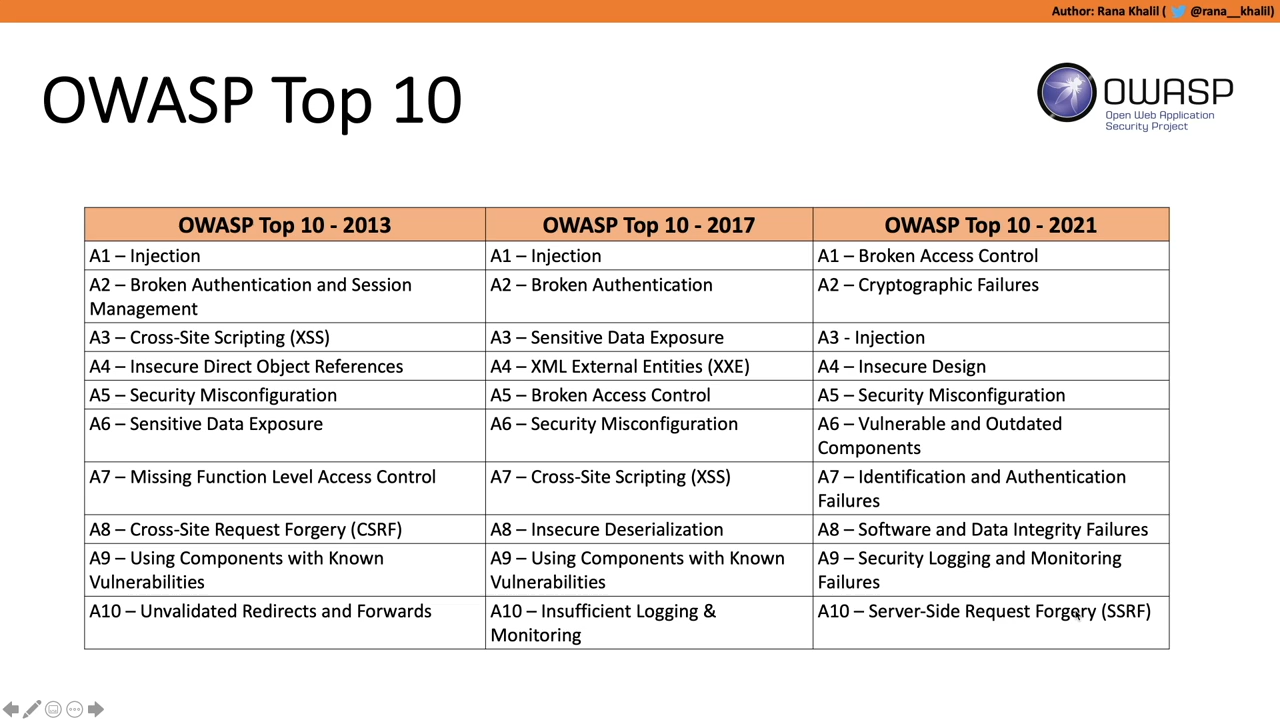 Author: Rana Khalil ( @rana__khalil)
OWASP Top 10
OWASP
Open Web Application
Security Project
OWASP Top 10 - 2013
OWASP Top 10 - 2017
OWASP Top 10 - 2021
A1 – Injection
A1 – Injection
A1 – Broken Access Control
A2 – Broken Authentication and Session
Management
A2 – Broken Authentication
A2 – Cryptographic Failures
A3 – Cross-Site Scripting (XSS)
A3 – Sensitive Data Exposure
A3 - Injection
A4 – Insecure Direct Object References
A4 – XML External Entities (XXE)
A4 – Insecure Design
A5 – Security Misconfiguration
A5 – Broken Access Control
A5 – Security Misconfiguration
A6 – Sensitive Data Exposure
A6 – Security Misconfiguration
A6 – Vulnerable and Outdated
Components
A7 – Missing Function Level Access Control
A7 – Cross-Site Scripting (XSS)
A7 – Identification and Authentication
Failures
A8 – Cross-Site Request Forgery (CSRF)
A8 – Insecure Deserialization
A8 – Software and Data Integrity Failures
A9 – Using Components with Known
Vulnerabilities
A9 – Using Components with Known
Vulnerabilities
A9 – Security Logging and Monitoring
Failures
A10 – Unvalidated Redirects and Forwards
A10 – Insufficient Logging &
Monitoring
A10 – Server-Side Request Forgery (SSRF)